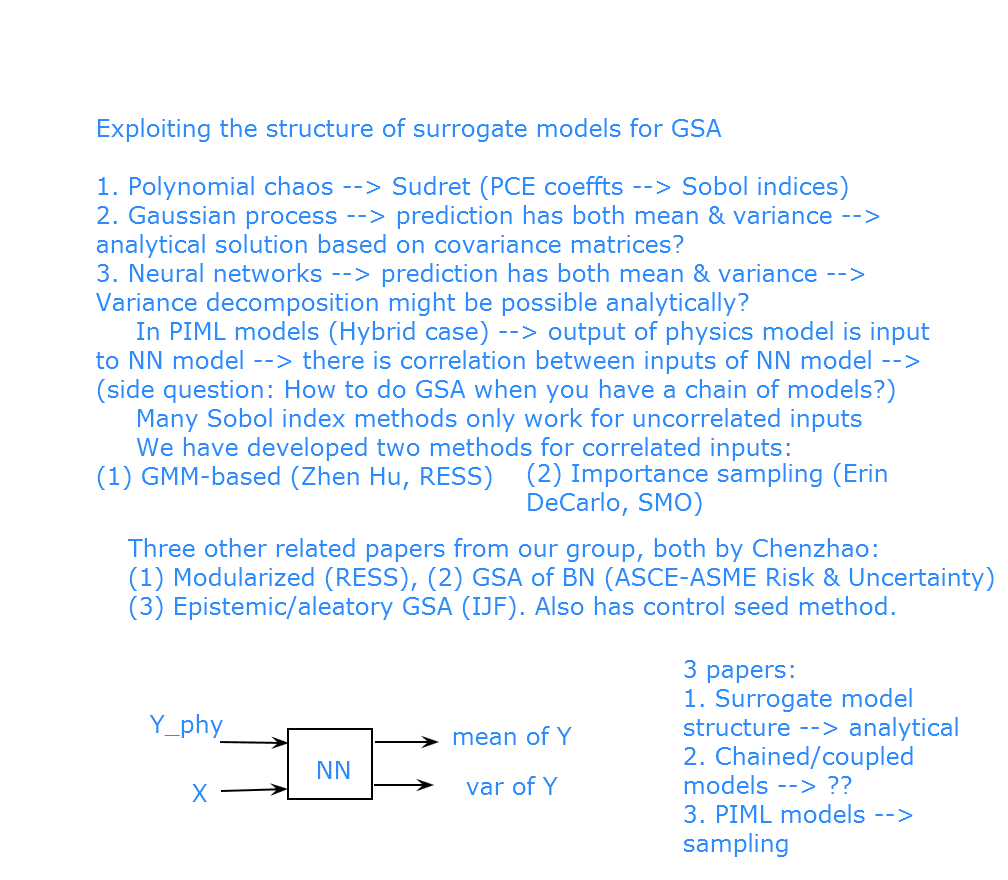 Exploiting the structure of surrogate models for GSA
1. Polynomial chaos --> Sudret (PCE coeffts --> Sobol indices)
2. Gaussian process --> prediction has both mean & variance -->
analytical solution based on covariance matrices?
3. Neural networks --> prediction has both mean & variance -->
Variance decomposition might be possible analytically?
In PIML models (Hybrid case) --> output of physics model is input
to NN model --> there is correlation between inputs of NN model -->
(side question: How to do GSA when you have a chain of models?)
Many Sobol index methods only work for uncorrelated inputs
We have developed two methods for correlated inputs:
(1) GMM-based (Zhen Hu, RESS)
(2) Importance sampling (Erin
DeCarlo, SMO)
Three other related papers from our group, both by Chenzhao:
(1) Modularized (RESS), (2) GSA of BN (ASCE-ASME Risk & Uncertainty)
(3) Epistemic/aleatory GSA (IJF). Also has control seed method.
Y_phy
X
NN
mean of Y
var of Y
3 papers:
1. Surrogate model
structure --> analytical
2. Chained/coupled
models --> ??
3. PIML models -->
sampling